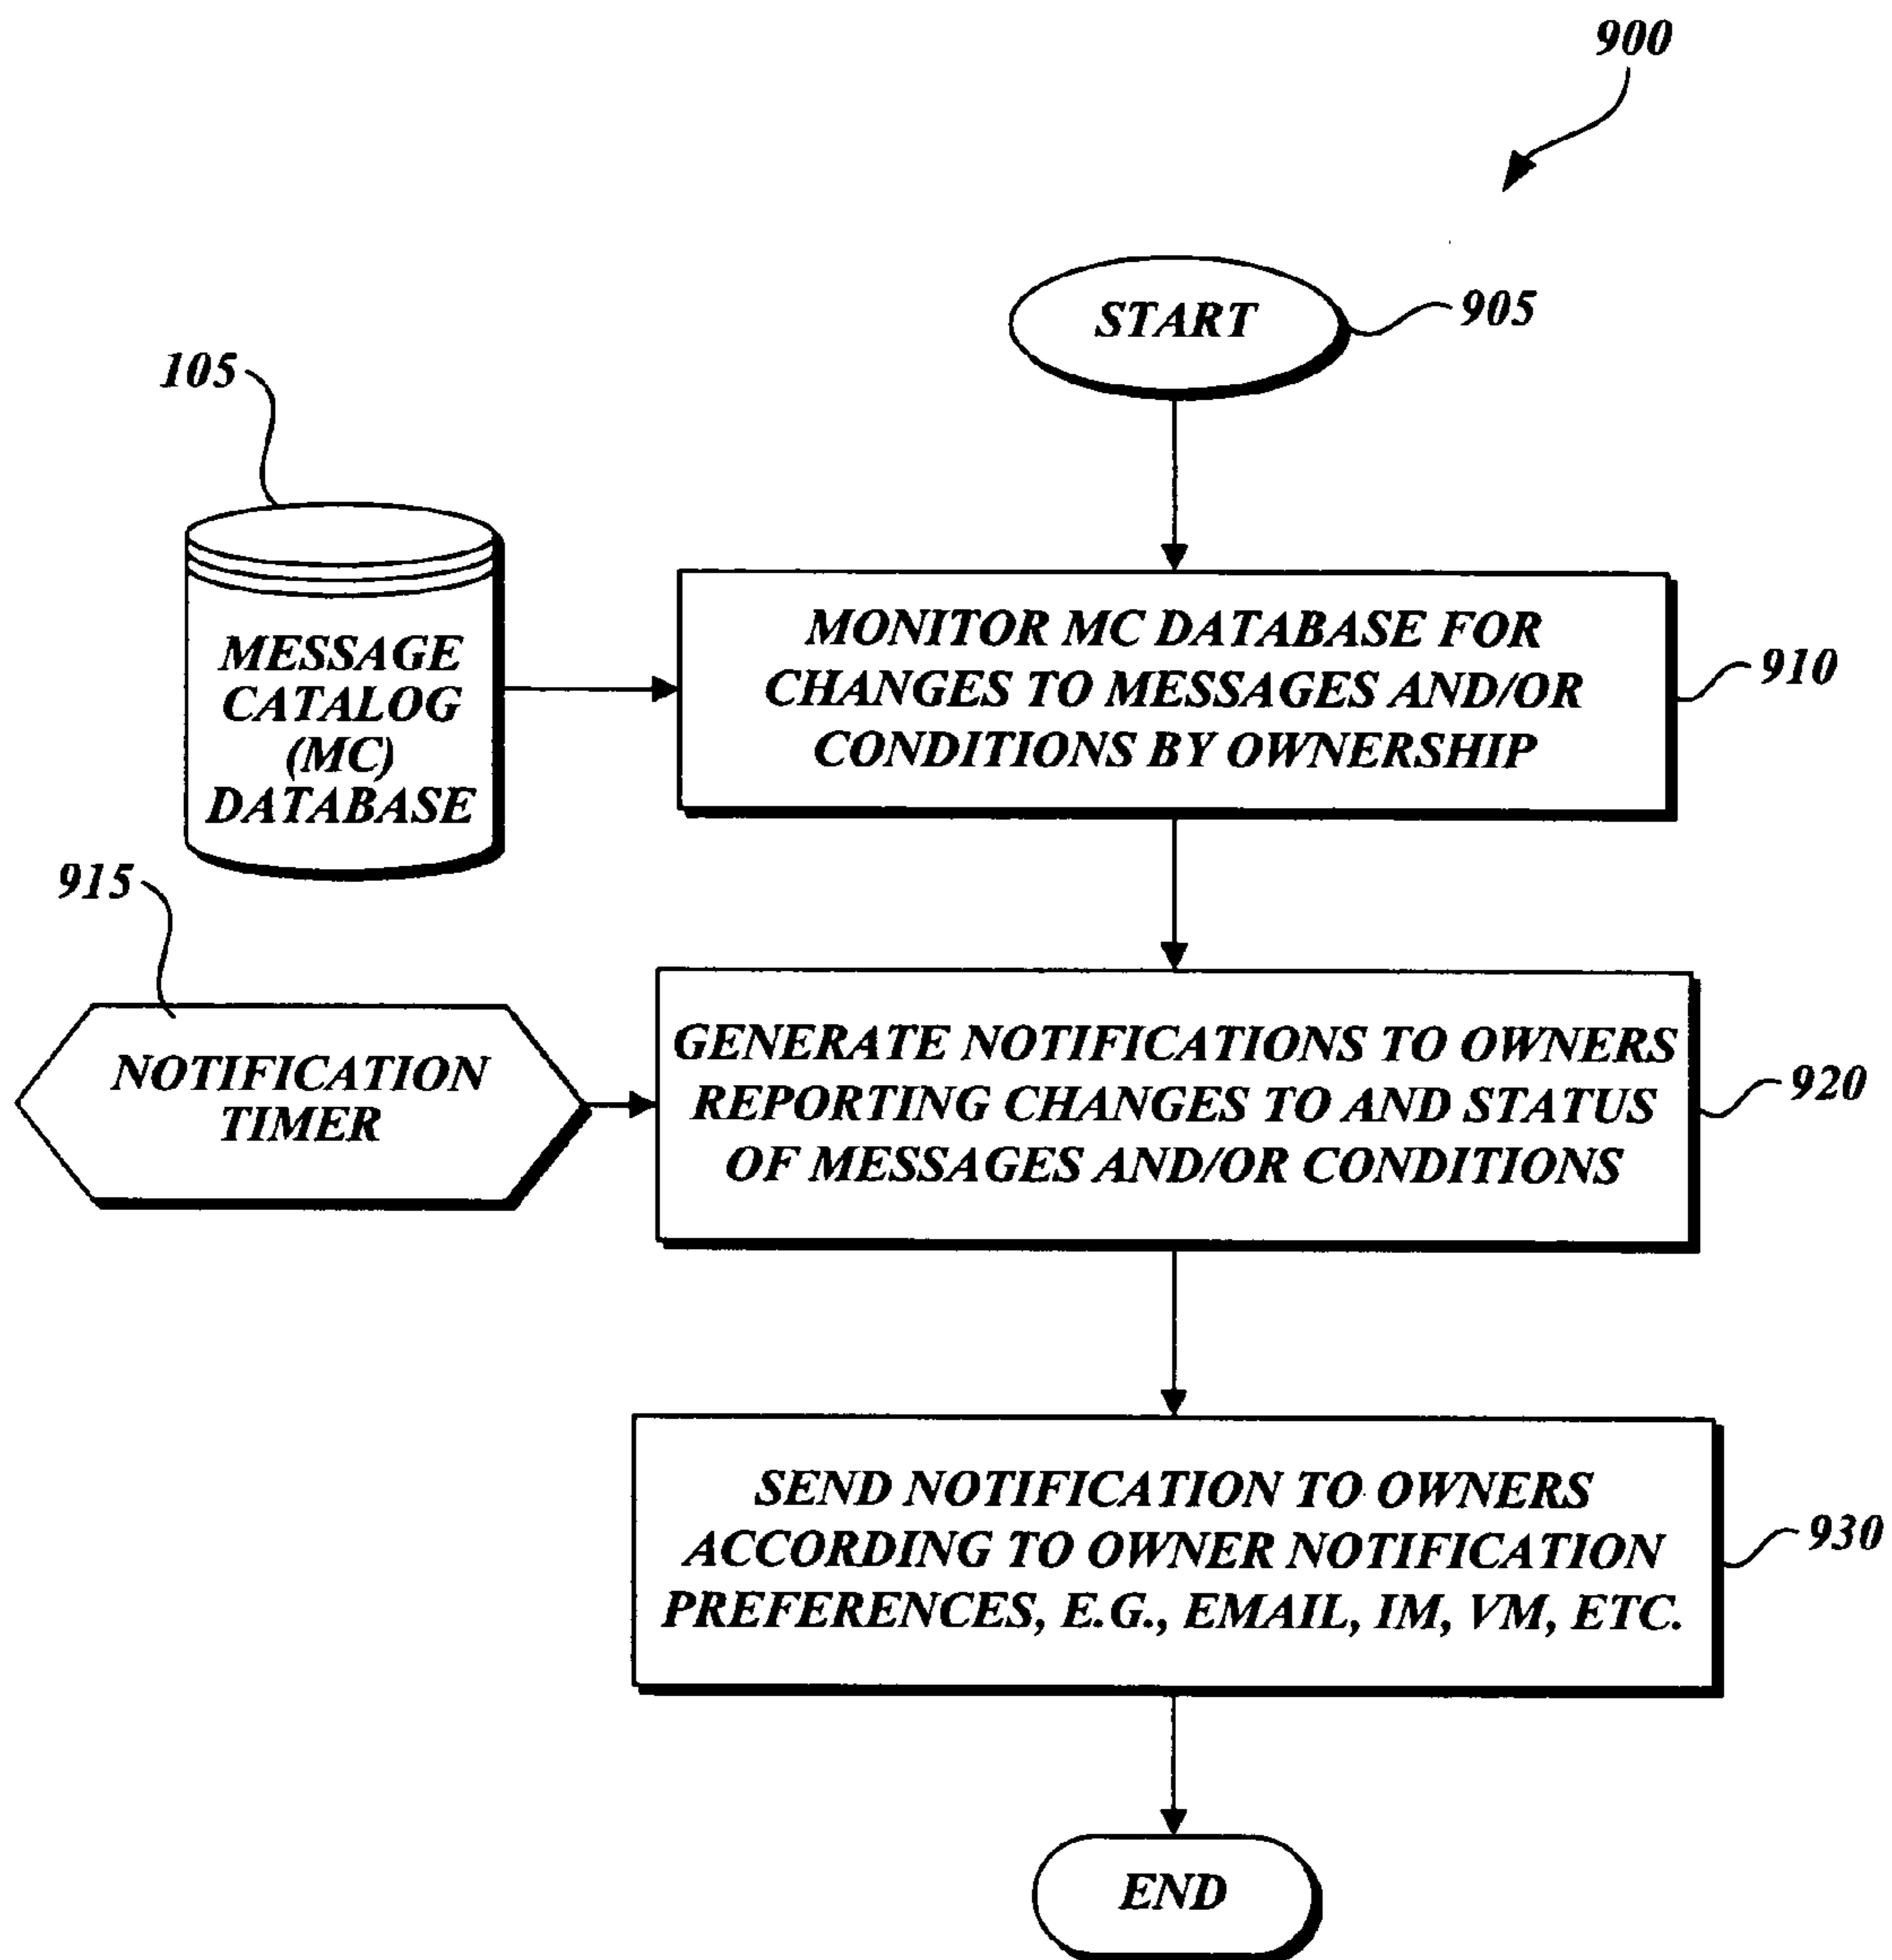 900
START
905
105
MESSAGE
CATALOG
(MC)
DATABASE
MONITOR MC DATABASE FOR
CHANGES TO MESSAGES AND/OR
CONDITIONS BY OWNERSHIP
910
915
NOTIFICATION
TIMER
GENERATE NOTIFICATIONS TO OWNERS
REPORTING CHANGES TO AND STATUS
OF MESSAGES AND/OR CONDITIONS
920
SEND NOTIFICATION TO OWNERS
ACCORDING TO OWNER NOTIFICATION
PREFERENCES, E.G., EMAIL, IM, VM, ETC.
930
END